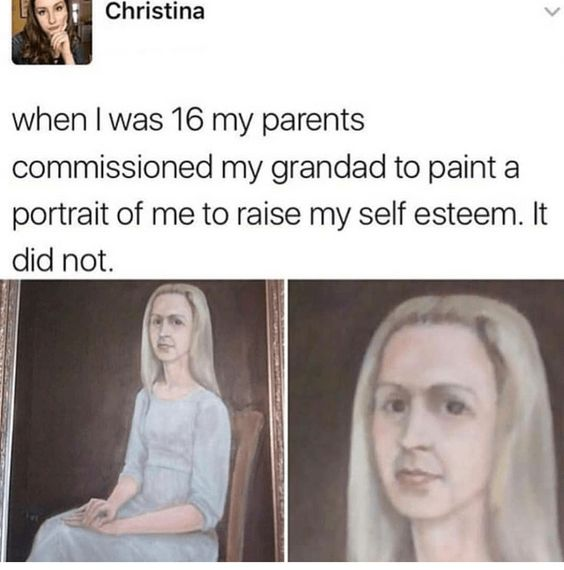 Christina
when I was 16 my parents
commissioned my grandad to paint a
portrait of me to raise my self esteem. It
did not.